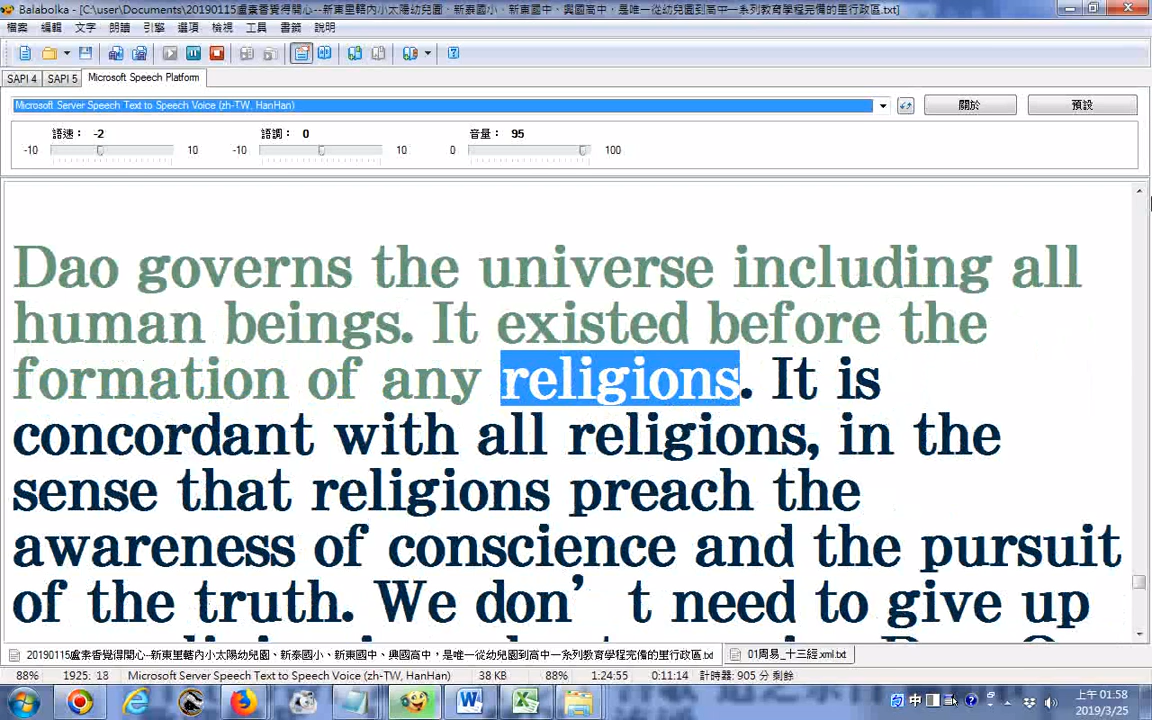 Balabolka - [C:\user\Documents\20190115盧素香覺得開心--新東里轄內小太陽幼兒園、新泰國小、新東國中、興國高中，是唯一從幼兒園到高中一系列教育學程完備的里行政區.txt]
檔案 編輯 文字 朗讀 引擎 選項 檢視 工具 書籤 說明
SAPI 4 SAPI 5 Microsoft Speech Platform
Microsoft Server Speech Text to Speech Voice (zh-TW, HanHan) 關於 預設
語速： -2 語調： 0 音量： 95
-10 10 -10 10 0 100
Dao governs the universe including all
human beings. It existed before the
formation of any religions. It is
concordant with all religions, in the
sense that religions preach the
awareness of conscience and the pursuit
of the truth. We don’t need to give up
20190115盧素香覺得開心--新東里轄內小太陽幼兒園、新泰國小、新東國中、興國高中，是唯一從幼兒園到高中一系列教育學程完備的里行政區.txt 01周易_十三經.xml.txt
88% 1925: 18 Microsoft Server Speech Text to Speech Voice (zh-TW, HanHan) 38 KB 88% 1:24:55 0:11:14 計時器: 905 分 剩餘
中 上午 01:58
2019/3/25